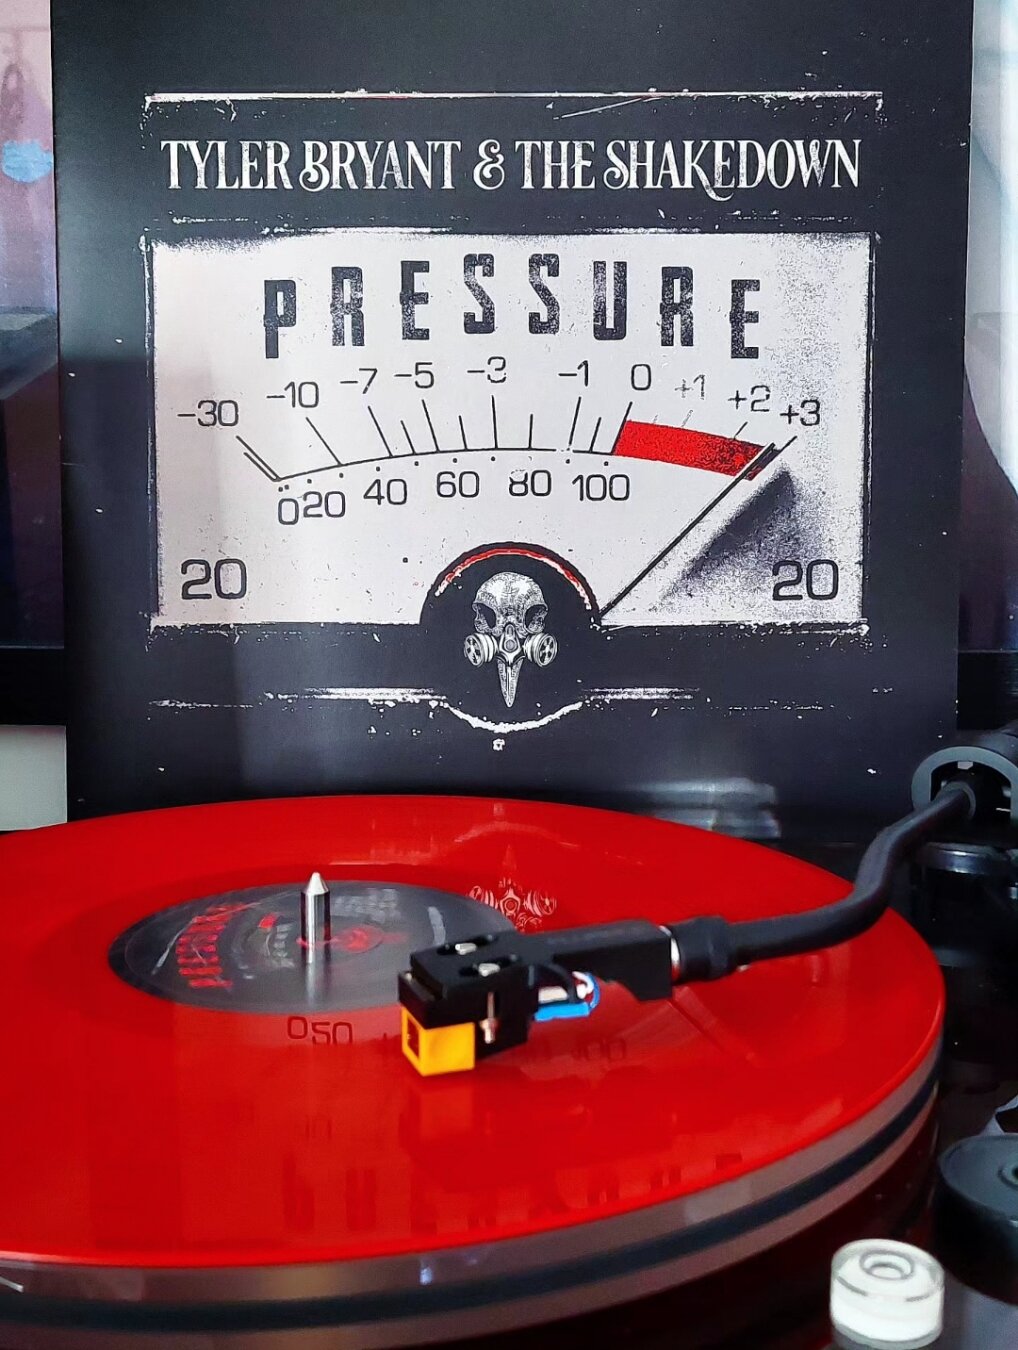 TYLER BRYANT & THE SHAKEDOWN
PRESSURE
-30 -10 -7 -5 -3 -1 0 +1 +2 +3
0 20 40 60 80 100
20 20